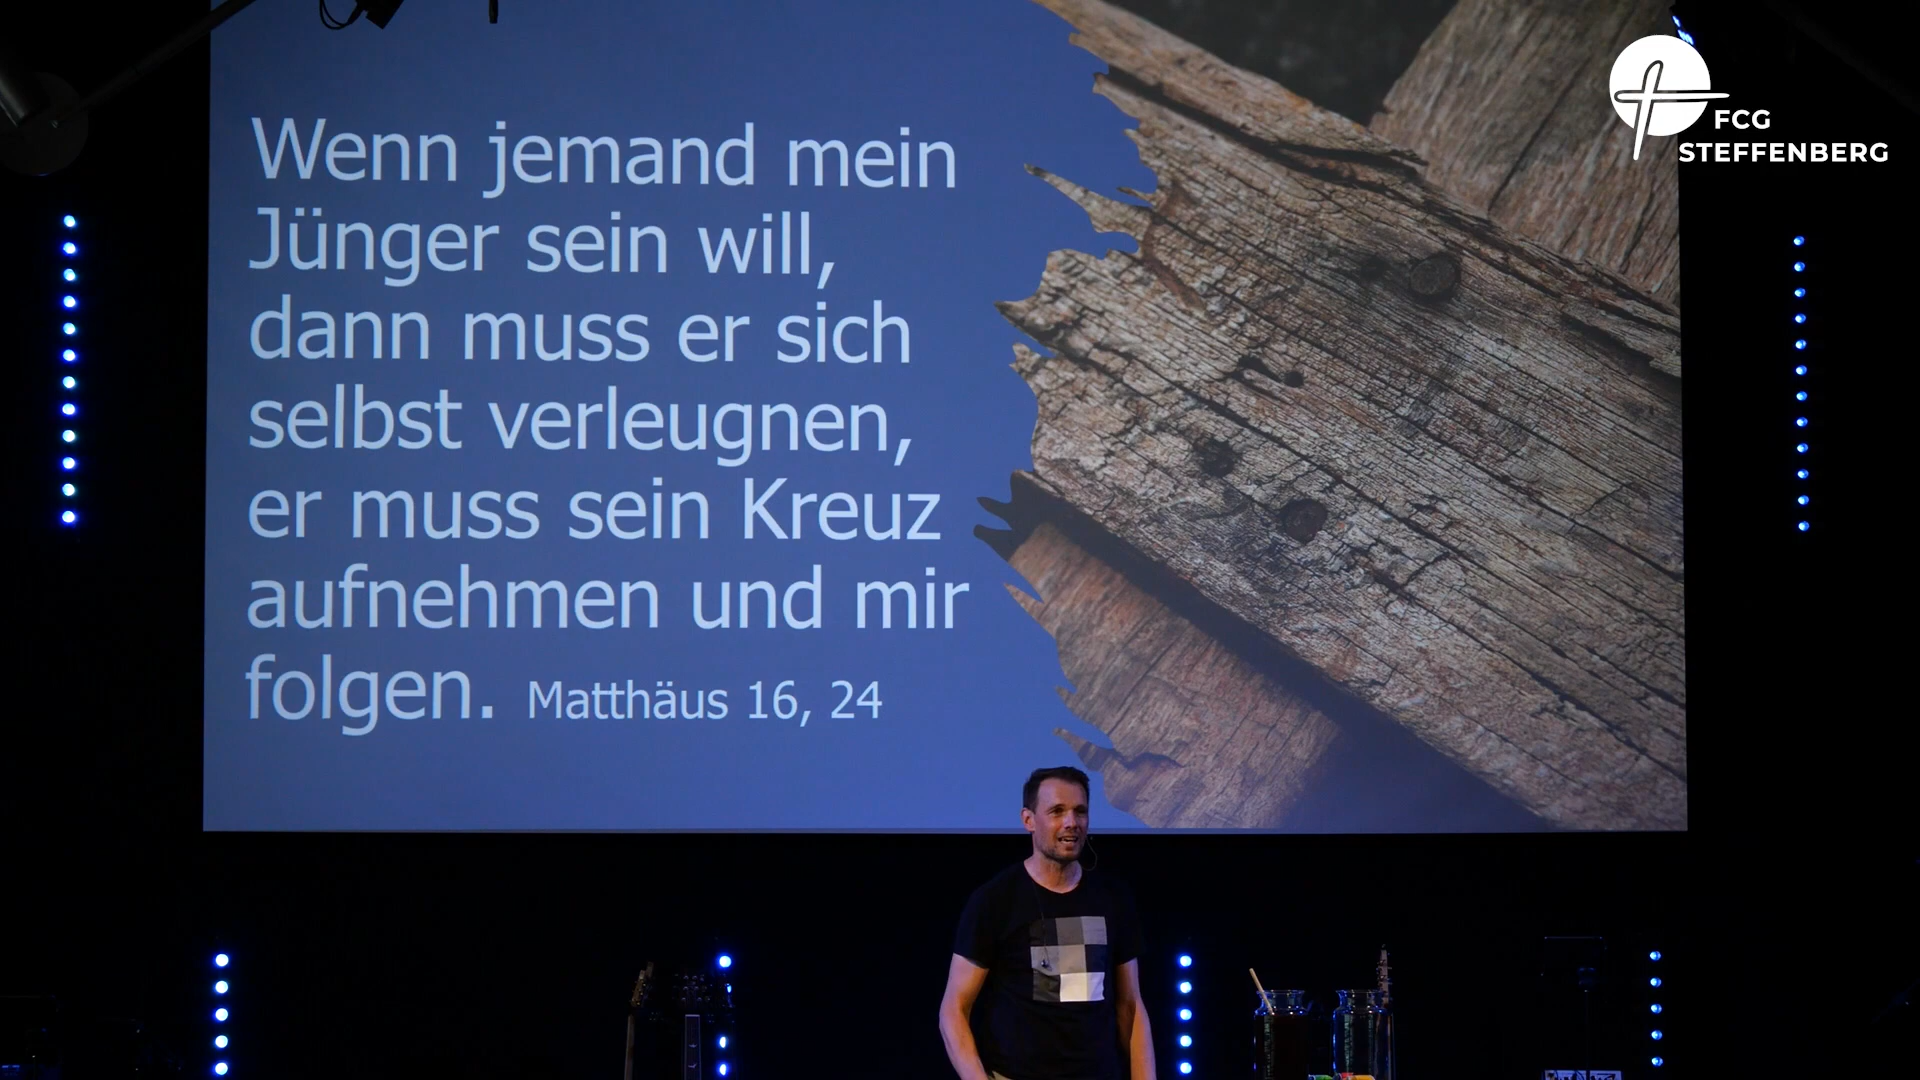 Wenn jemand mein
Jünger sein will,
dann muss er sich
selbst verleugnen,
er muss sein Kreuz
aufnehmen und mir
folgen. Matthäus 16, 24
FCG
STEFFENBERG